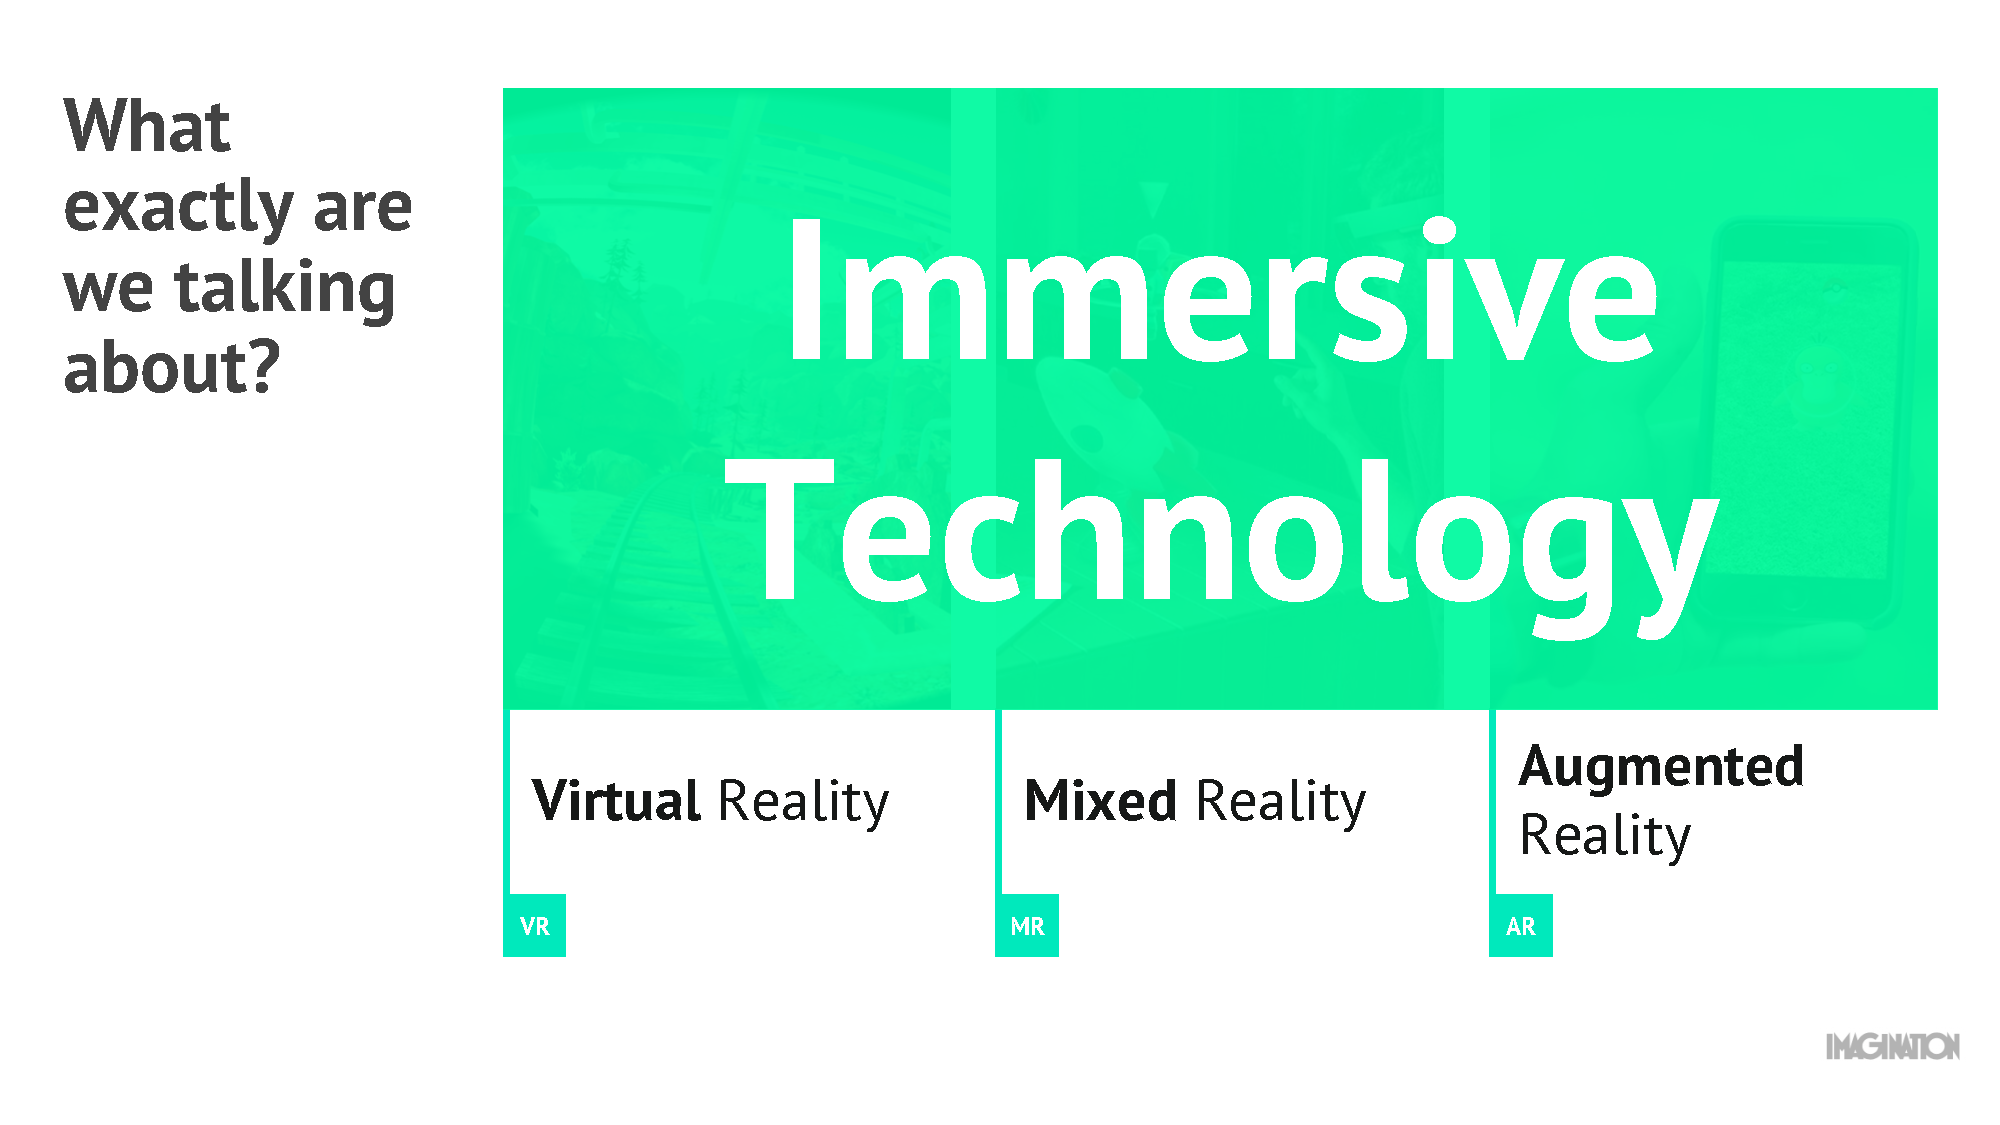 What
exactly are
we talking
about?
Immersive
Technology
Virtual Reality
Mixed Reality
Augmented
Reality
VR
MR
AR
IMAGINATION